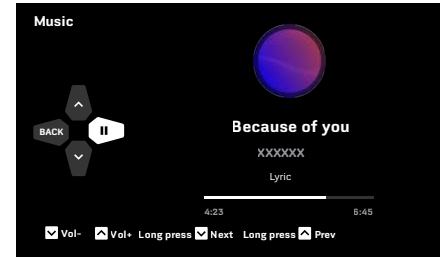 Music
BACK
Because of you
XXXXXX
Lyric
4:23 5:45
Vol- Vol+ Long press Next Long press Prev